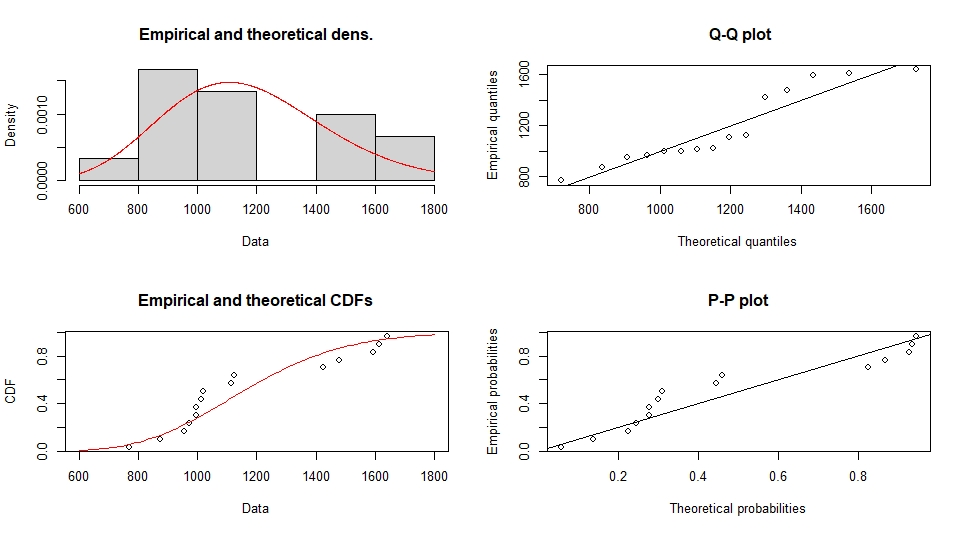 Empirical and theoretical dens.
Density
0.0000 0.0010
600 800 1000 1200 1400 1600 1800
Data
Q-Q plot
Empirical quantiles
800 1200 1600
800 1000 1200 1400 1600
Theoretical quantiles
Empirical and theoretical CDFs
CDF
0.0 0.4 0.8
600 800 1000 1200 1400 1600 1800
Data
P-P plot
Empirical probabilities
0.0 0.4 0.8
0.2 0.4 0.6 0.8
Theoretical probabilities